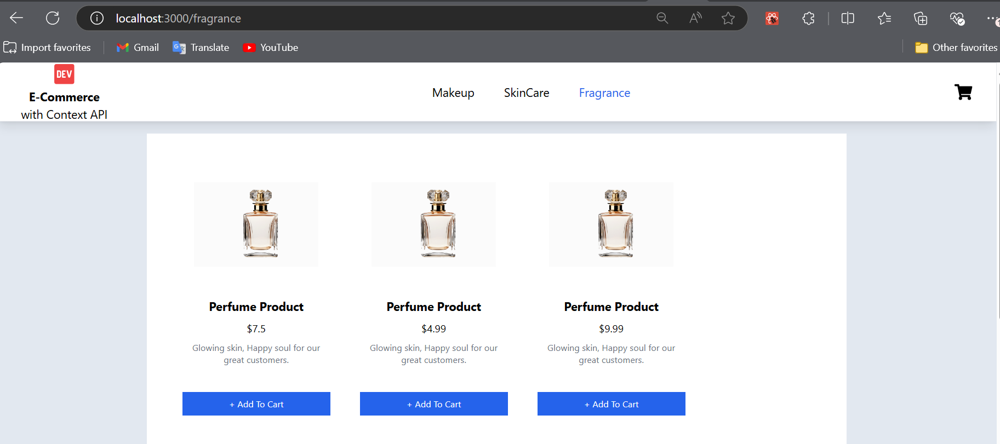 localhost:3000/fragrance
Import favorites Gmail Translate YouTube Other favorites
DEV
E-Commerce
with Context API
Makeup SkinCare Fragrance
Perfume Product
$7.5
Glowing skin, Happy soul for our
great customers.
+ Add To Cart
Perfume Product
$4.99
Glowing skin, Happy soul for our
great customers.
+ Add To Cart
Perfume Product
$9.99
Glowing skin, Happy soul for our
great customers.
+ Add To Cart